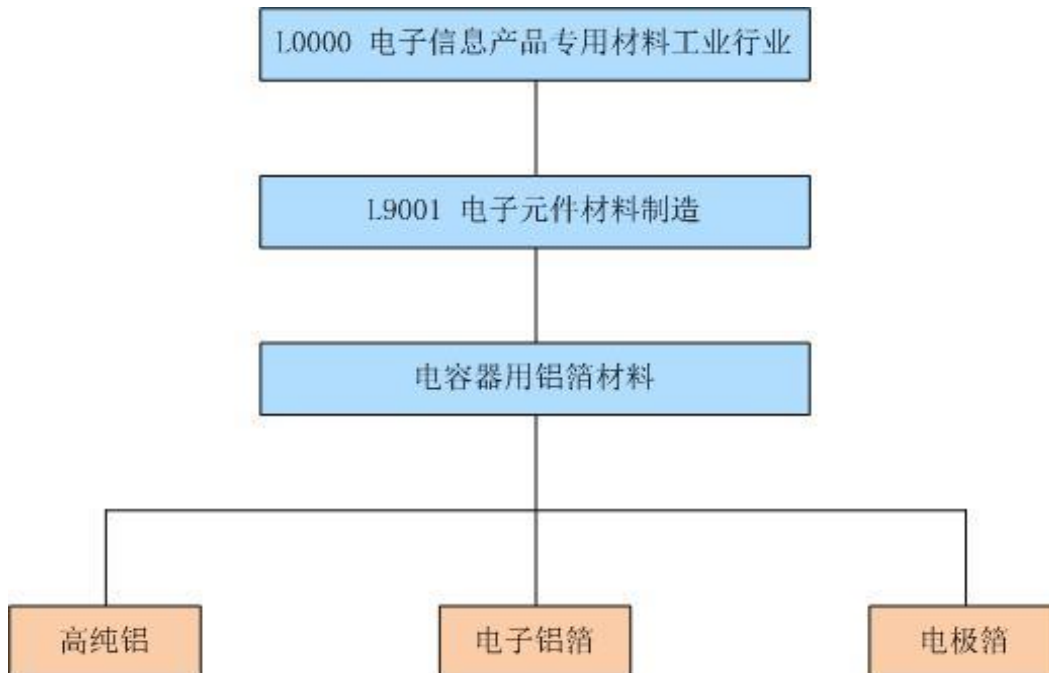 L0000 电子信息产品专用材料工业行业
L9001 电子元件材料制造
电容器用铝箔材料
高纯铝
电子铝箔
电极箔